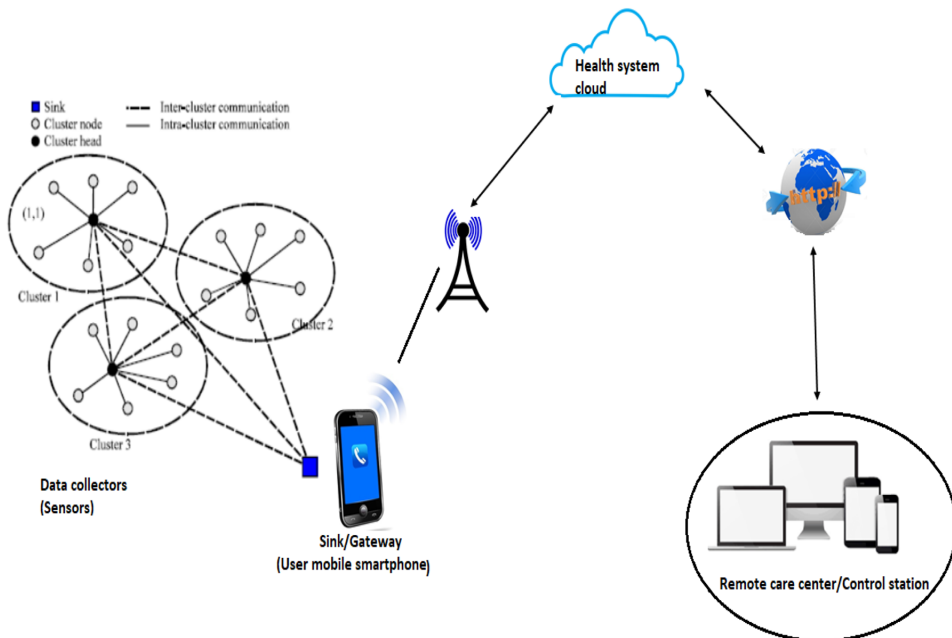 Health system
cloud
Sink
Inter-cluster communication
Cluster node
Intra-cluster communication
Cluster head
http://
(1,1)
Cluster 1
Cluster 2
Cluster 3
Data collectors
(Sensors)
Sink/Gateway
(User mobile smartphone)
Remote care center/Control station